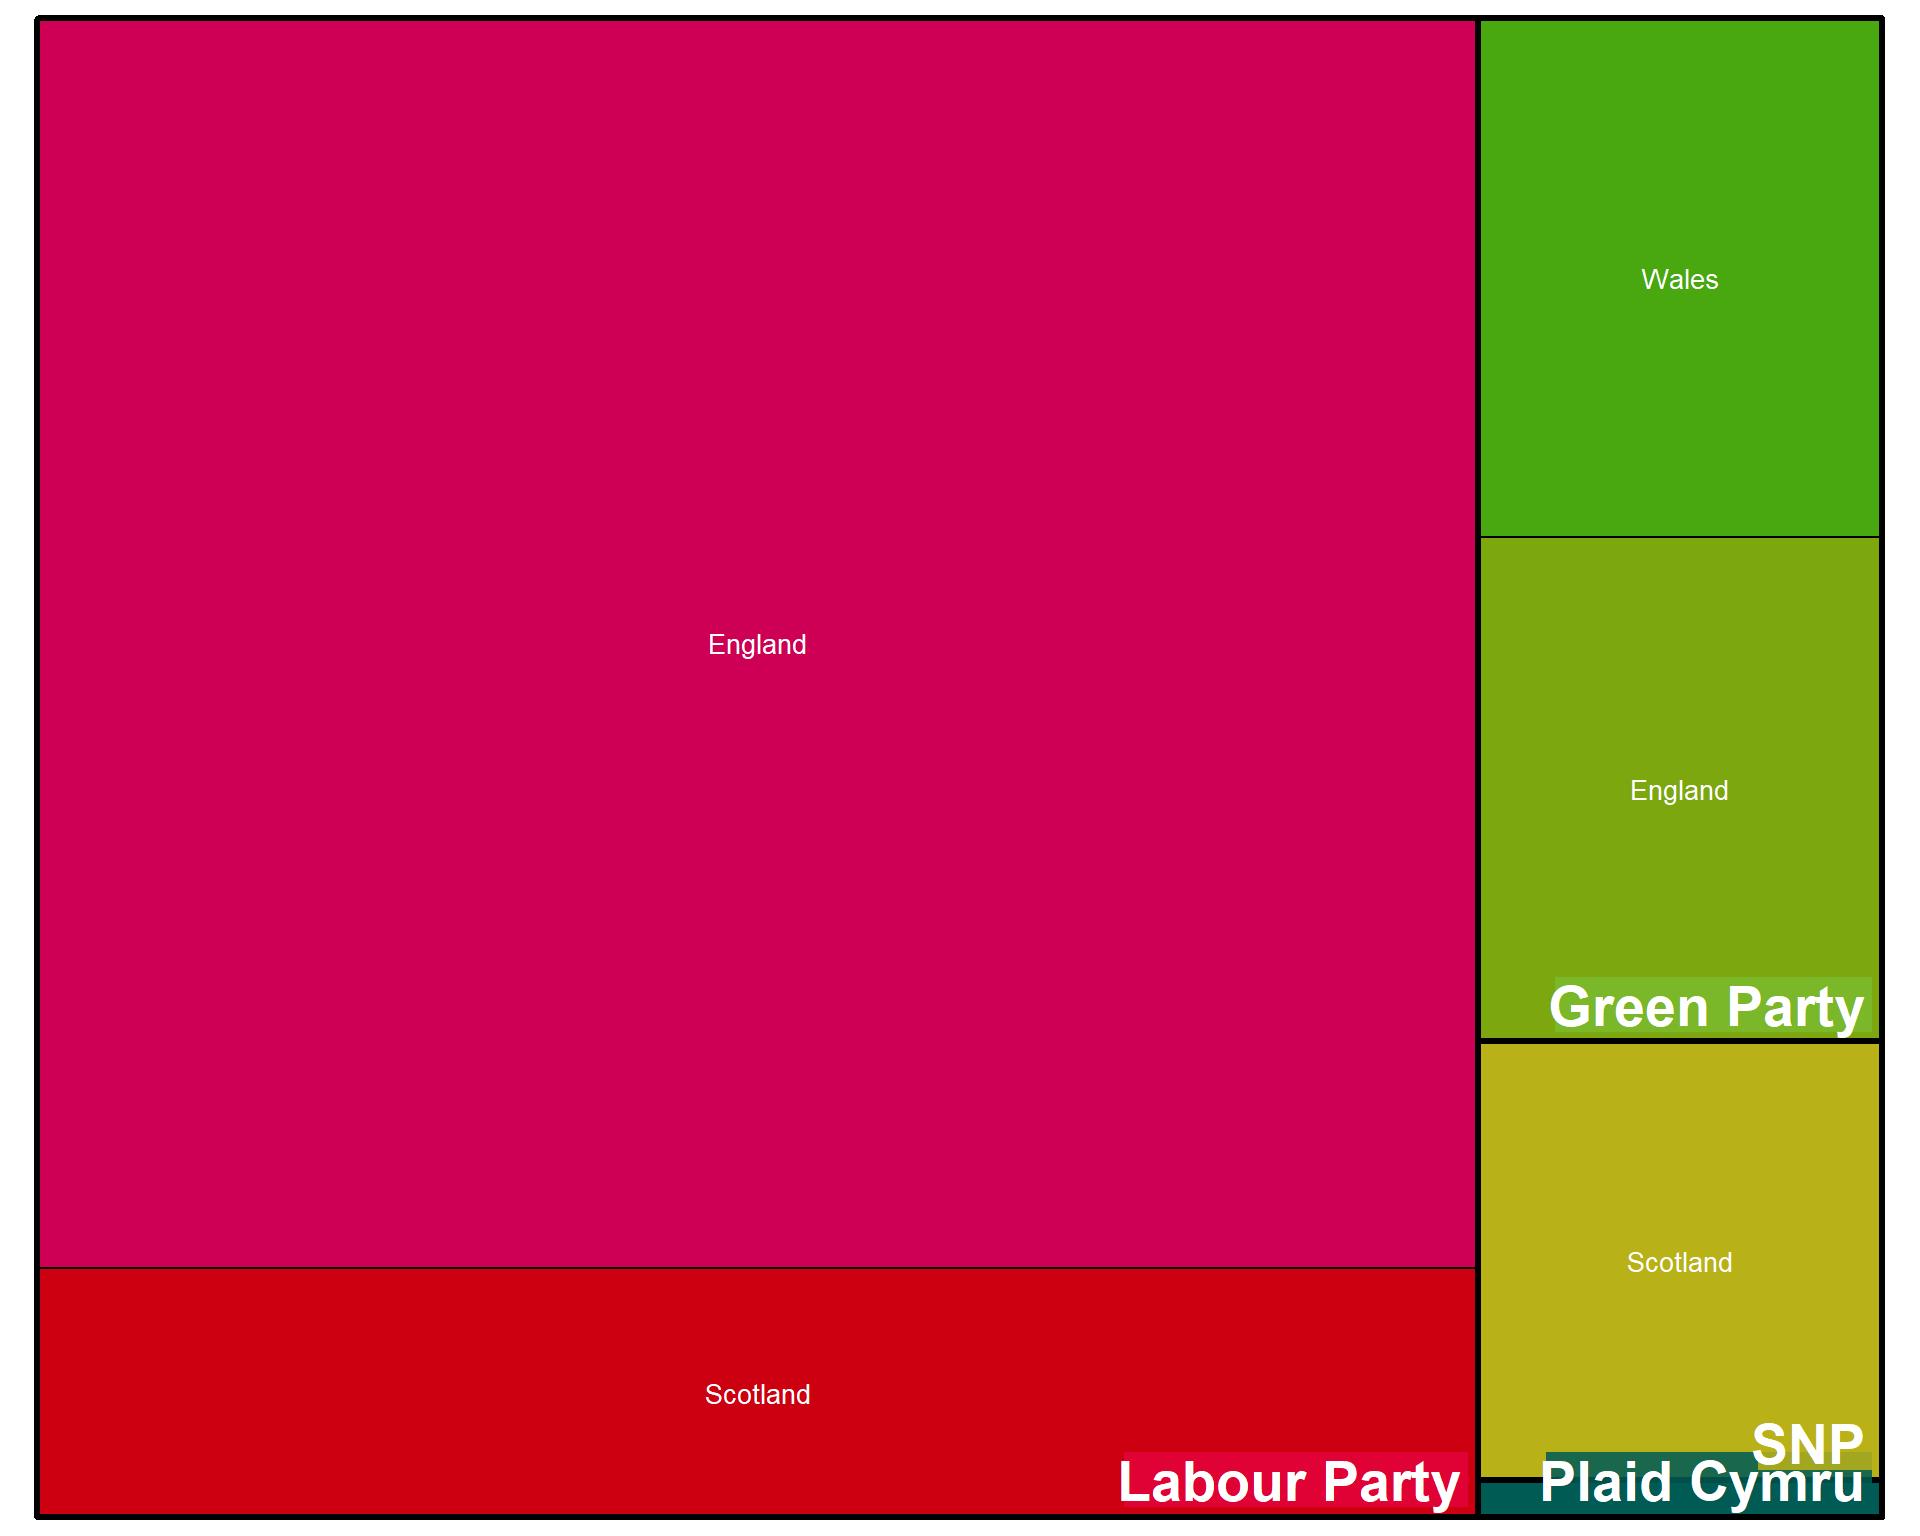 England
Scotland
Labour Party
Wales
England
Green Party
Scotland
SNP
Plaid Cymru